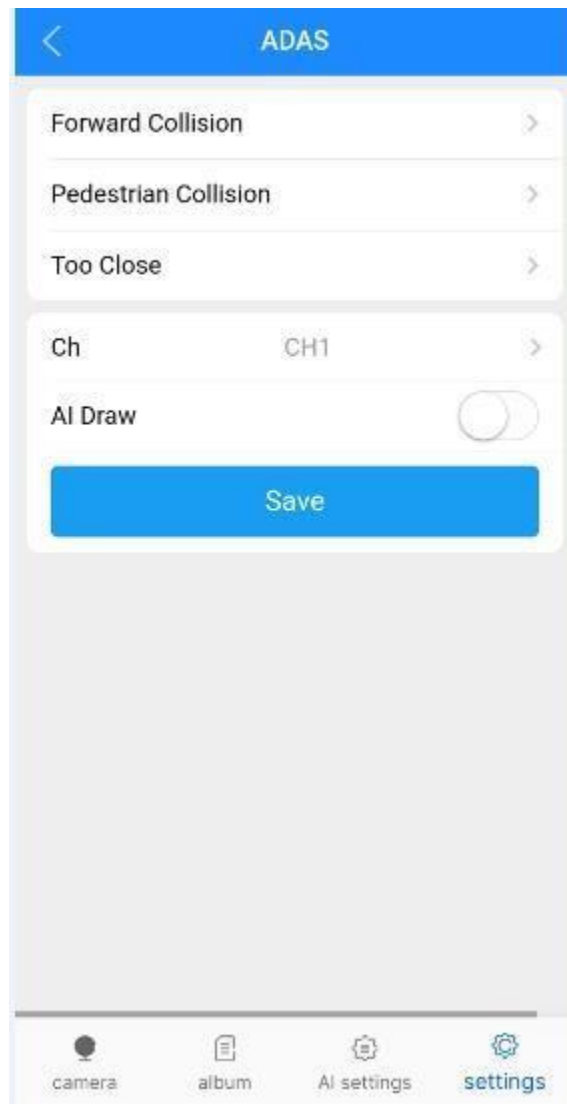 ADAS
Forward Collision
Pedestrian Collision
Too Close
Ch CH1
AI Draw
Save
camera album AI settings settings